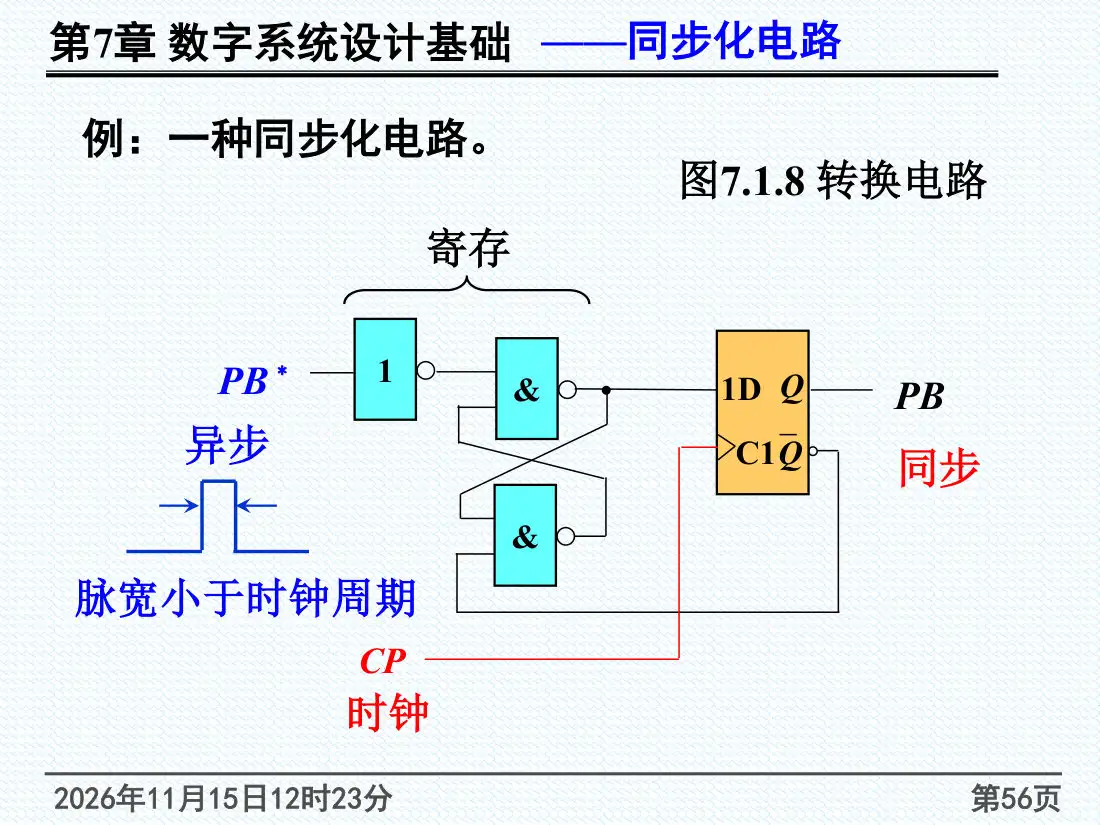 第7章 数字系统设计基础 ——同步化电路
例：一种同步化电路。
图7.1.8 转换电路
寄存
1
&
PB*
1D Q
PB
异步
C1 Q̅
同步
&
脉宽小于时钟周期
CP
时钟
2026年11月15日12时23分
第56页